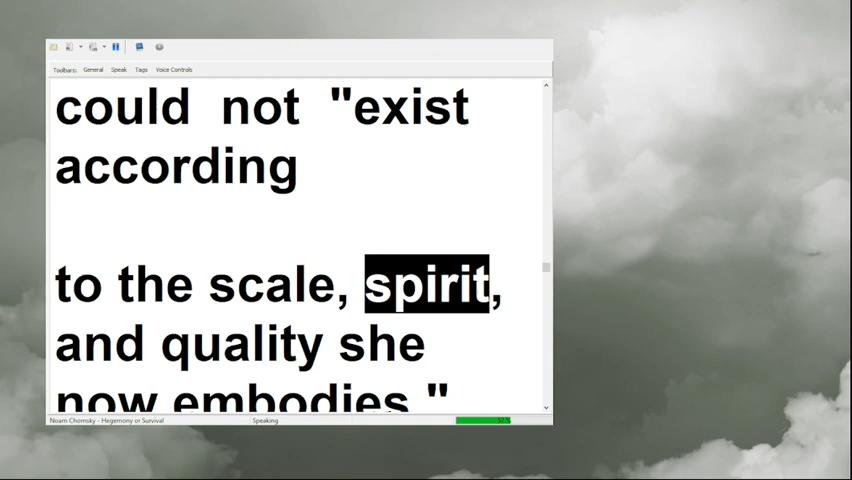 Toolbars: General Speak Tags Voice Controls
could not "exist
according
to the scale, spirit,
and quality she
now embodies."
Noam Chomsky - Hegemony or Survival Speaking 52 %